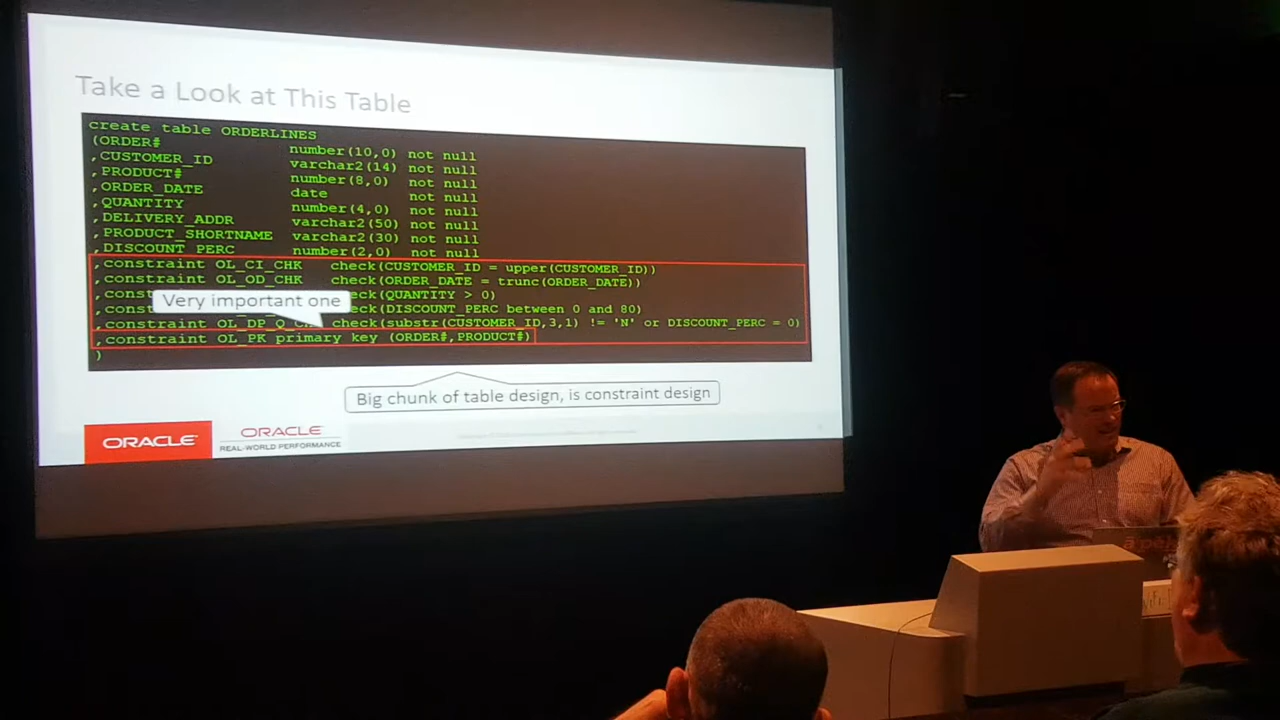 Take a Look at This Table
create table ORDERLINES
(ORDER# number(10,0) not null
,CUSTOMER_ID varchar2(14) not null
,PRODUCT# number(8,0) not null
,ORDER_DATE date not null
,QUANTITY number(4,0) not null
,DELIVERY_ADDR varchar2(50) not null
,PRODUCT_SHORTNAME varchar2(30) not null
,DISCOUNT_PERC number(2,0) not null
,constraint OL_CI_CHK check(CUSTOMER_ID = upper(CUSTOMER_ID))
,constraint OL_OD_CHK check(ORDER_DATE = trunc(ORDER_DATE))
,const eck(QUANTITY > 0)
Very important one
,const eck(DISCOUNT_PERC between 0 and 80)
,constraint OL_DP_Q_C check(substr(CUSTOMER_ID,3,1) != 'N' or DISCOUNT_PERC = 0)
,constraint OL_PK primary key (ORDER#,PRODUCT#)
)
Big chunk of table design, is constraint design
ORACLE
ORACLE
REAL-WORLD PERFORMANCE